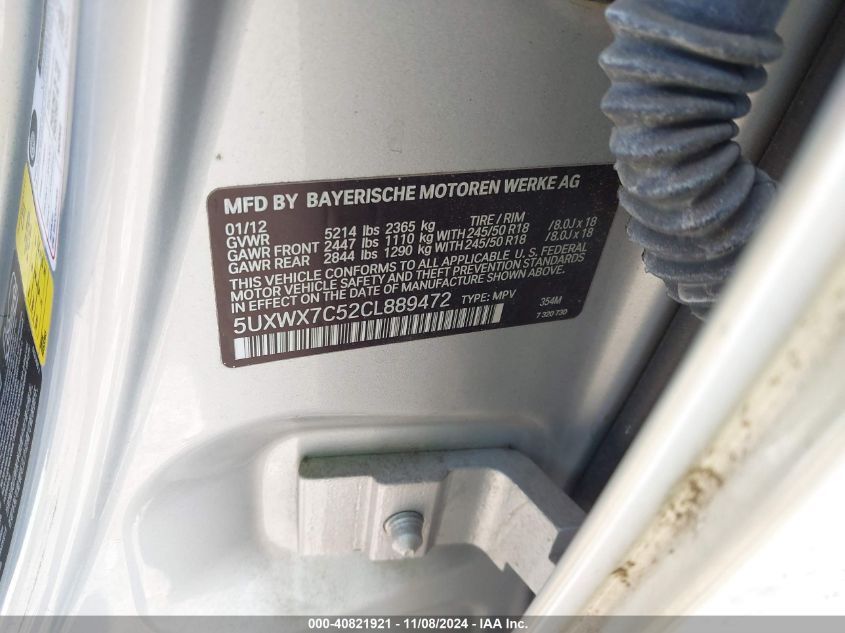 MFD BY BAYERISCHE MOTOREN WERKE AG
01/12 TIRE / RIM
GVWR 5214 lbs 2365 kg
GAWR FRONT 2447 lbs 1110 kg WITH 245/50 R18 / 8.0J x 18
GAWR REAR 2844 lbs 1290 kg WITH 245/50 R18 / 8.0J x 18
THIS VEHICLE CONFORMS TO ALL APPLICABLE U. S. FEDERAL
MOTOR VEHICLE SAFETY AND THEFT PREVENTION STANDARDS
IN EFFECT ON THE DATE OF MANUFACTURE SHOWN ABOVE.
5UXWX7C52CL889472 TYPE: MPV 354M
7 320 730
000-40821921 - 11/08/2024 - IAA Inc.